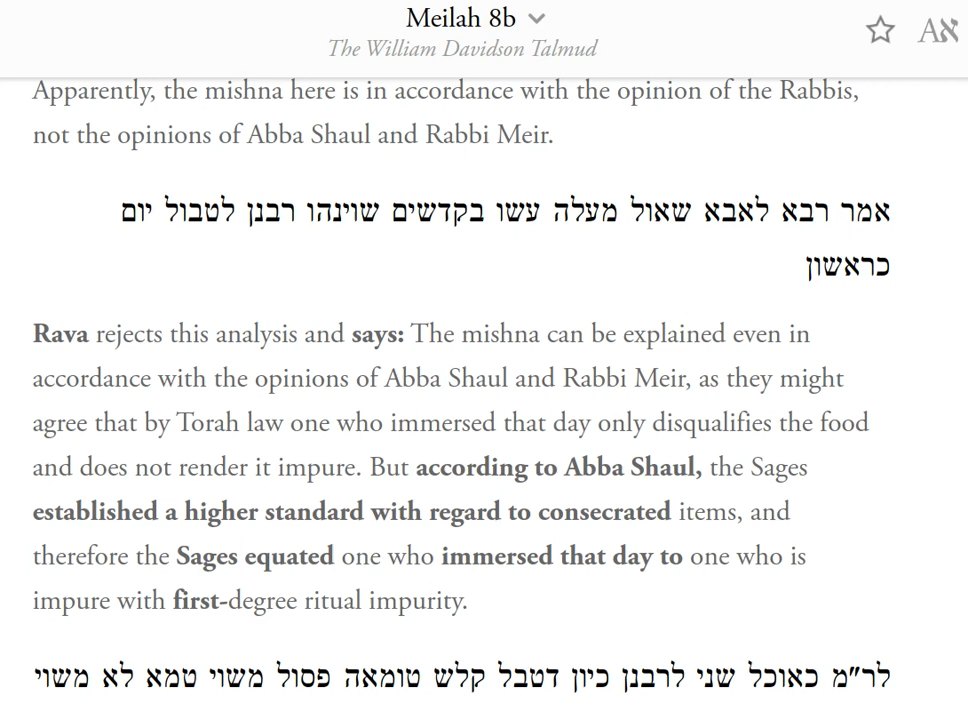 Meilah 8b
The William Davidson Talmud
Aא
Apparently, the mishna here is in accordance with the opinion of the Rabbis,
not the opinions of Abba Shaul and Rabbi Meir.
אמר רבא לאבא שאול מעלה עשו בקדשים שוינהו רבנן לטבול יום
כראשון
Rava rejects this analysis and says: The mishna can be explained even in
accordance with the opinions of Abba Shaul and Rabbi Meir, as they might
agree that by Torah law one who immersed that day only disqualifies the food
and does not render it impure. But according to Abba Shaul, the Sages
established a higher standard with regard to consecrated items, and
therefore the Sages equated one who immersed that day to one who is
impure with first-degree ritual impurity.
לר"מ כאוכל שני לרבנן כיון דטבל קלש טומאה פסול משוי טמא לא משוי